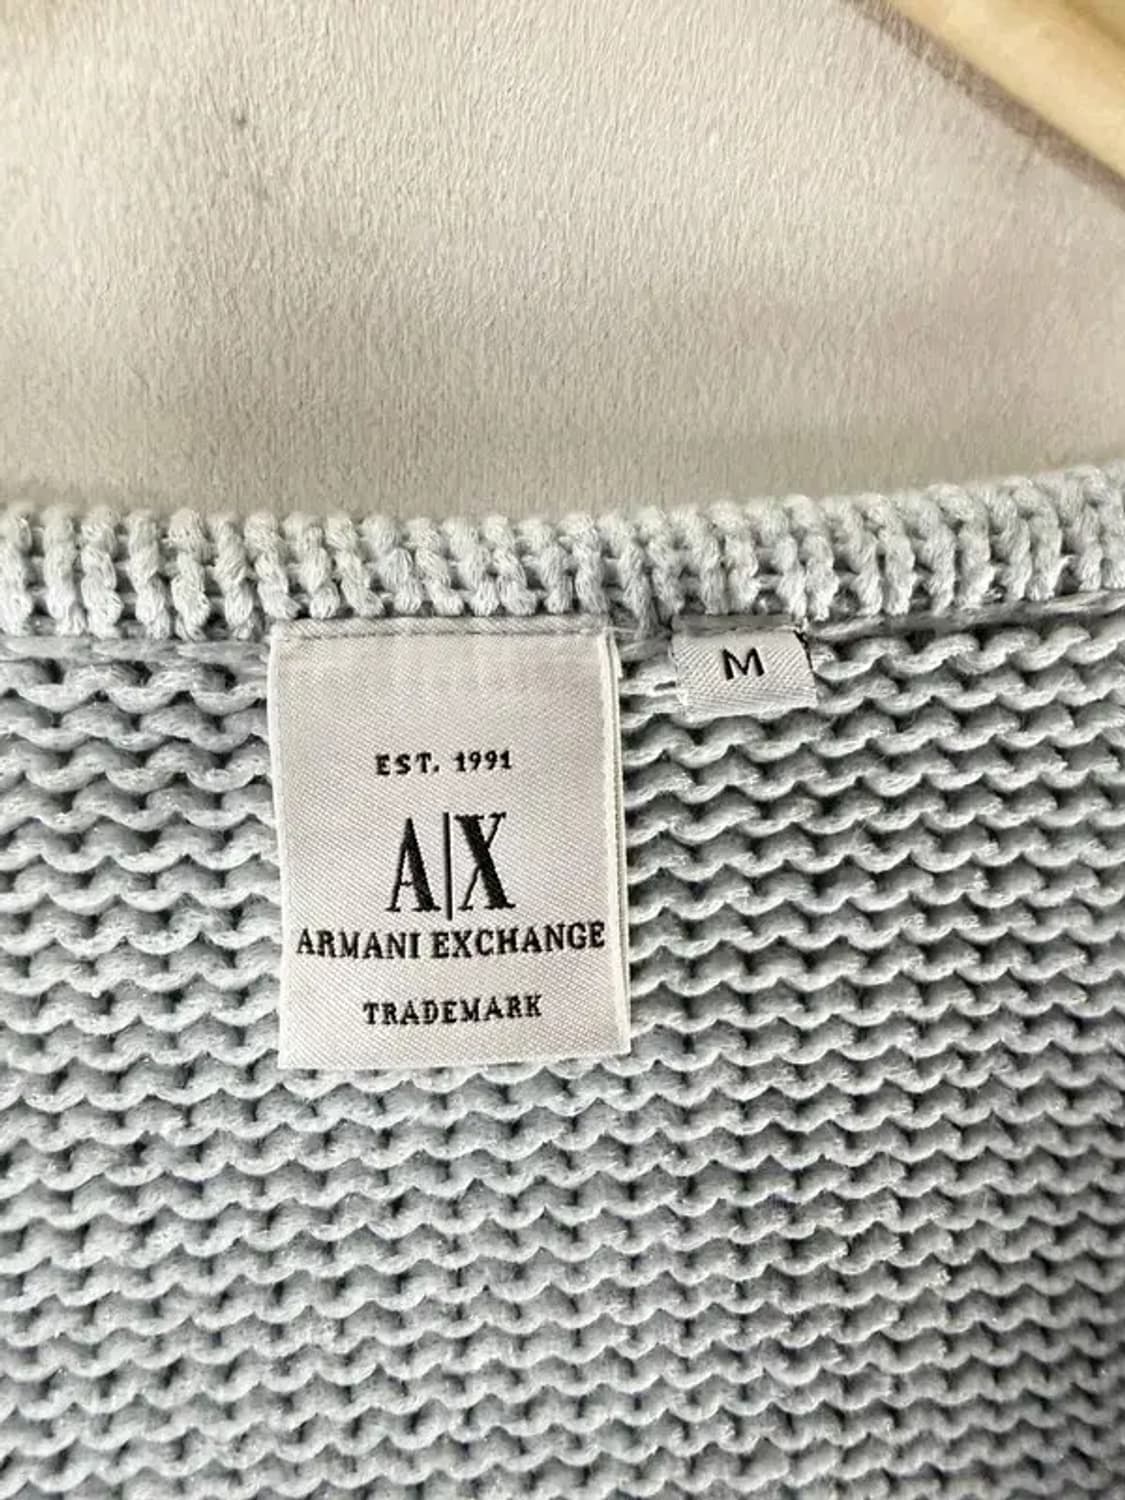 M
EST. 1991
A|X
ARMANI EXCHANGE
TRADEMARK